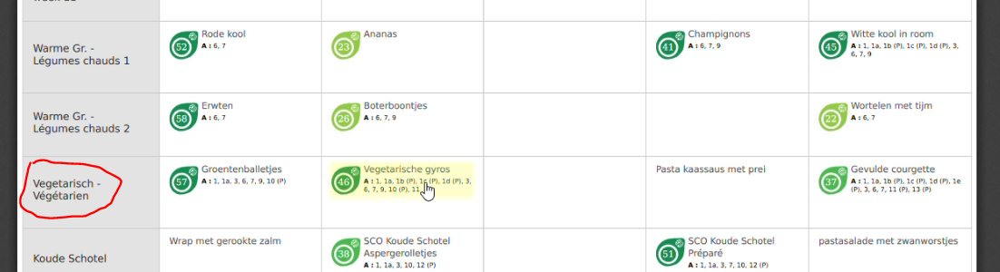 Warme Gr. -
Légumes chauds 1
52 Rode kool
A : 6, 7
23 Ananas
41 Champignons
A : 6, 7, 9
45 Witte kool in room
A : 1, 1a, 1b (P), 1c (P), 1d (P), 3,
6, 7, 9
Warme Gr. -
Légumes chauds 2
58 Erwten
A : 6, 7
26 Boterboontjes
A : 6, 7, 9
22 Wortelen met tijm
A : 6, 7
Vegetarisch -
Végétarien
57 Groentenballetjes
A : 1, 1a, 3, 6, 7, 9, 10 (P)
46 Vegetarische gyros
A : 1, 1a, 1b (P), 1c (P), 1d (P), 3,
6, 7, 9, 10 (P), 11
Pasta kaassaus met prei
37 Gevulde courgette
A : 1, 1a, 1b (P), 1c (P), 1d (P), 1e
(P), 3, 6, 7, 11 (P), 13 (P)
Koude Schotel
Wrap met gerookte zalm
38 SCO Koude Schotel
Aspergerolletjes
A : 1, 1a, 3, 10, 12 (P)
51 SCO Koude Schotel
Préparé
A : 1, 1a, 3, 7, 10, 12 (P)
pastasalade met zwanworstjes